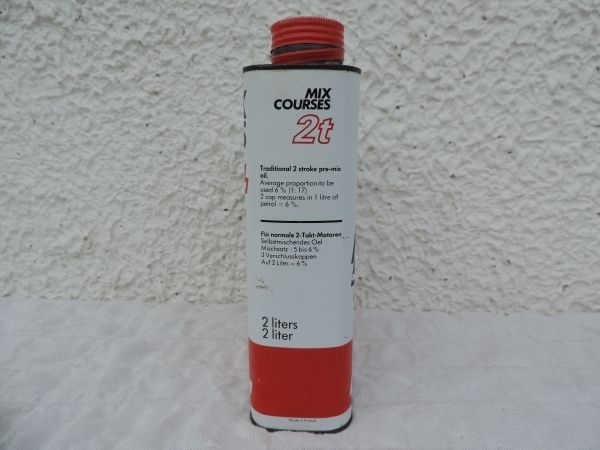 MIX
COURSES
2t
Traditional 2 stroke pre-mix
oil.
Average proportion to be
used 6 % (1: 17)
2 cap measures in 1 litre of
petrol = 6 %.
Für normale 2-Takt-Motoren
Selbstmischendes Oel
Mischsatz : 5 bis 6 %
3 Verschlusskappen
Auf 2 Liter = 6 %
2 liters
2 liter
Made in France